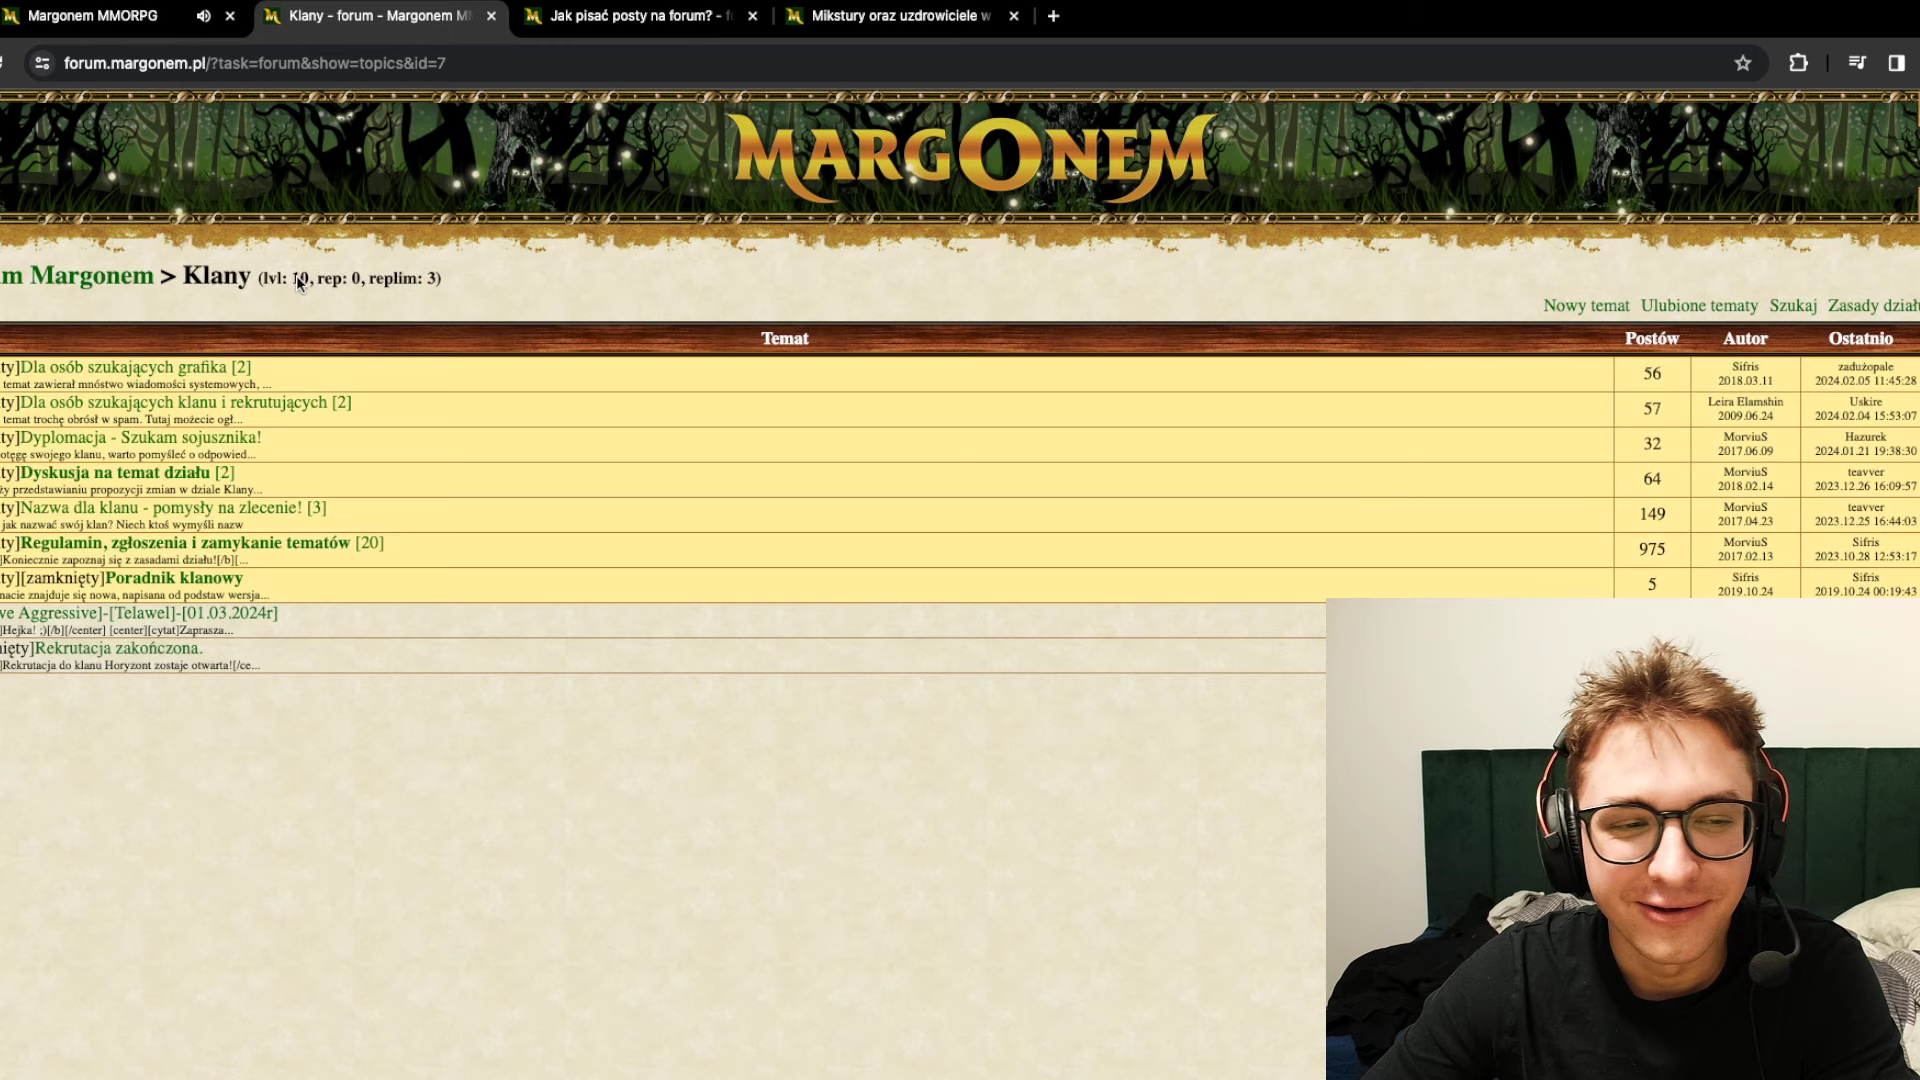 Margonem MMORPG
Klany - forum - Margonem M
Jak pisać posty na forum? - f
Mikstury oraz uzdrowiciele w
forum.margonem.pl/?task=forum&show=topics&id=7
MARGONEM
m Margonem > Klany (lvl: 10, rep: 0, replim: 3)
Nowy temat Ulubione tematy Szukaj Zasady dział
Temat Postów Autor Ostatnio
ty]Dla osób szukających grafika [2]
temat zawierał mnóstwo wiadomości systemowych, ...
56
Sifris
2018.03.11
zadużopale
2024.02.05 11:45:28
ty]Dla osób szukających klanu i rekrutujących [2]
temat trochę obrósł w spam. Tutaj możecie ogł...
57
Leira Elamshin
2009.06.24
Uskire
2024.02.04 15:53:07
ty]Dyplomacja - Szukam sojusznika!
otęgę swojego klanu, warto pomyśleć o odpowied...
32
MorviuS
2017.06.09
Hazurek
2024.01.21 19:38:30
ty]Dyskusja na temat działu [2]
ży przedstawianiu propozycji zmian w dziale Klany...
64
MorviuS
2018.02.14
teavver
2023.12.26 16:09:57
ty]Nazwa dla klanu - pomysły na zlecenie! [3]
jak nazwać swój klan? Niech ktoś wymyśli nazw
149
MorviuS
2017.04.23
teavver
2023.12.25 16:44:03
ty]Regulamin, zgłoszenia i zamykanie tematów [20]
]Koniecznie zapoznaj się z zasadami działu![/b][...
975
MorviuS
2017.02.13
Sifris
2023.10.28 12:53:17
ty][zamknięty]Poradnik klanowy
nacie znajduje się nowa, napisana od podstaw wersja...
5
Sifris
2019.10.24
Sifris
2019.10.24 00:19:43
ve Aggressive]-[Telawel]-[01.03.2024r]
]Hejka! ;)[/b][/center] [center][cytat]Zaprasza...
nięty]Rekrutacja zakończona.
]Rekrutacja do klanu Horyzont zostaje otwarta![/ce...